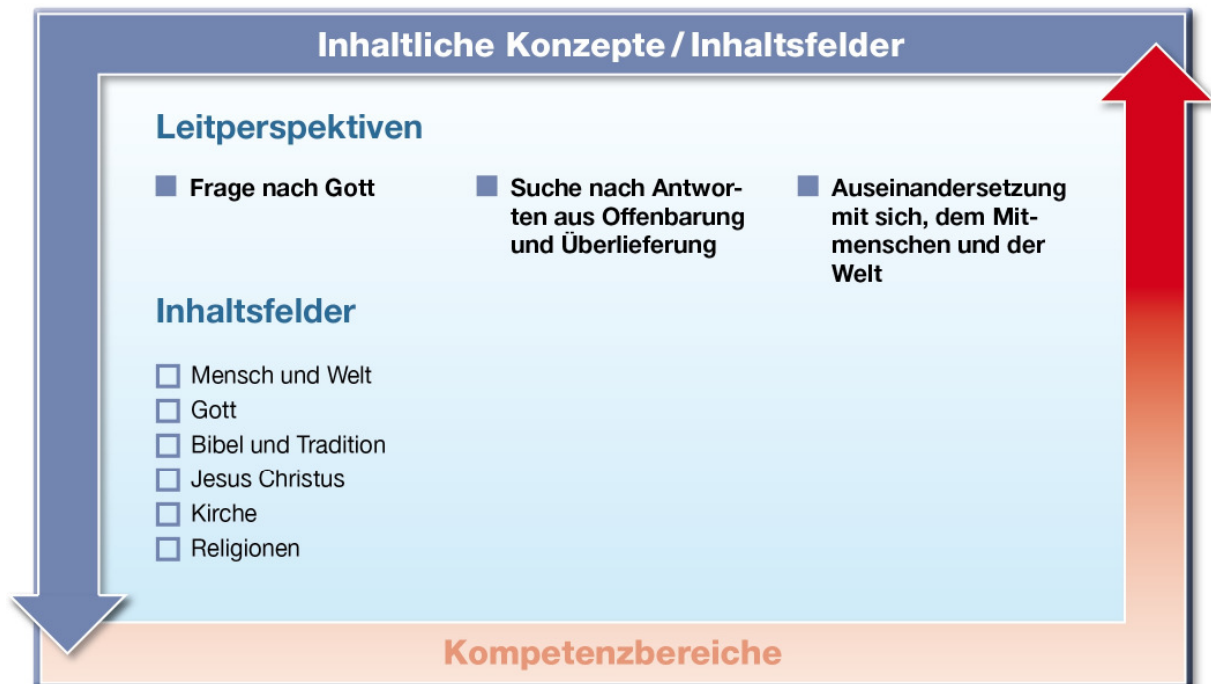 Inhaltliche Konzepte / Inhaltsfelder
Leitperspektiven
Frage nach Gott
Suche nach Antwor-
ten aus Offenbarung
und Überlieferung
Auseinandersetzung
mit sich, dem Mit-
menschen und der
Welt
Inhaltsfelder
Mensch und Welt
Gott
Bibel und Tradition
Jesus Christus
Kirche
Religionen
Kompetenzbereiche